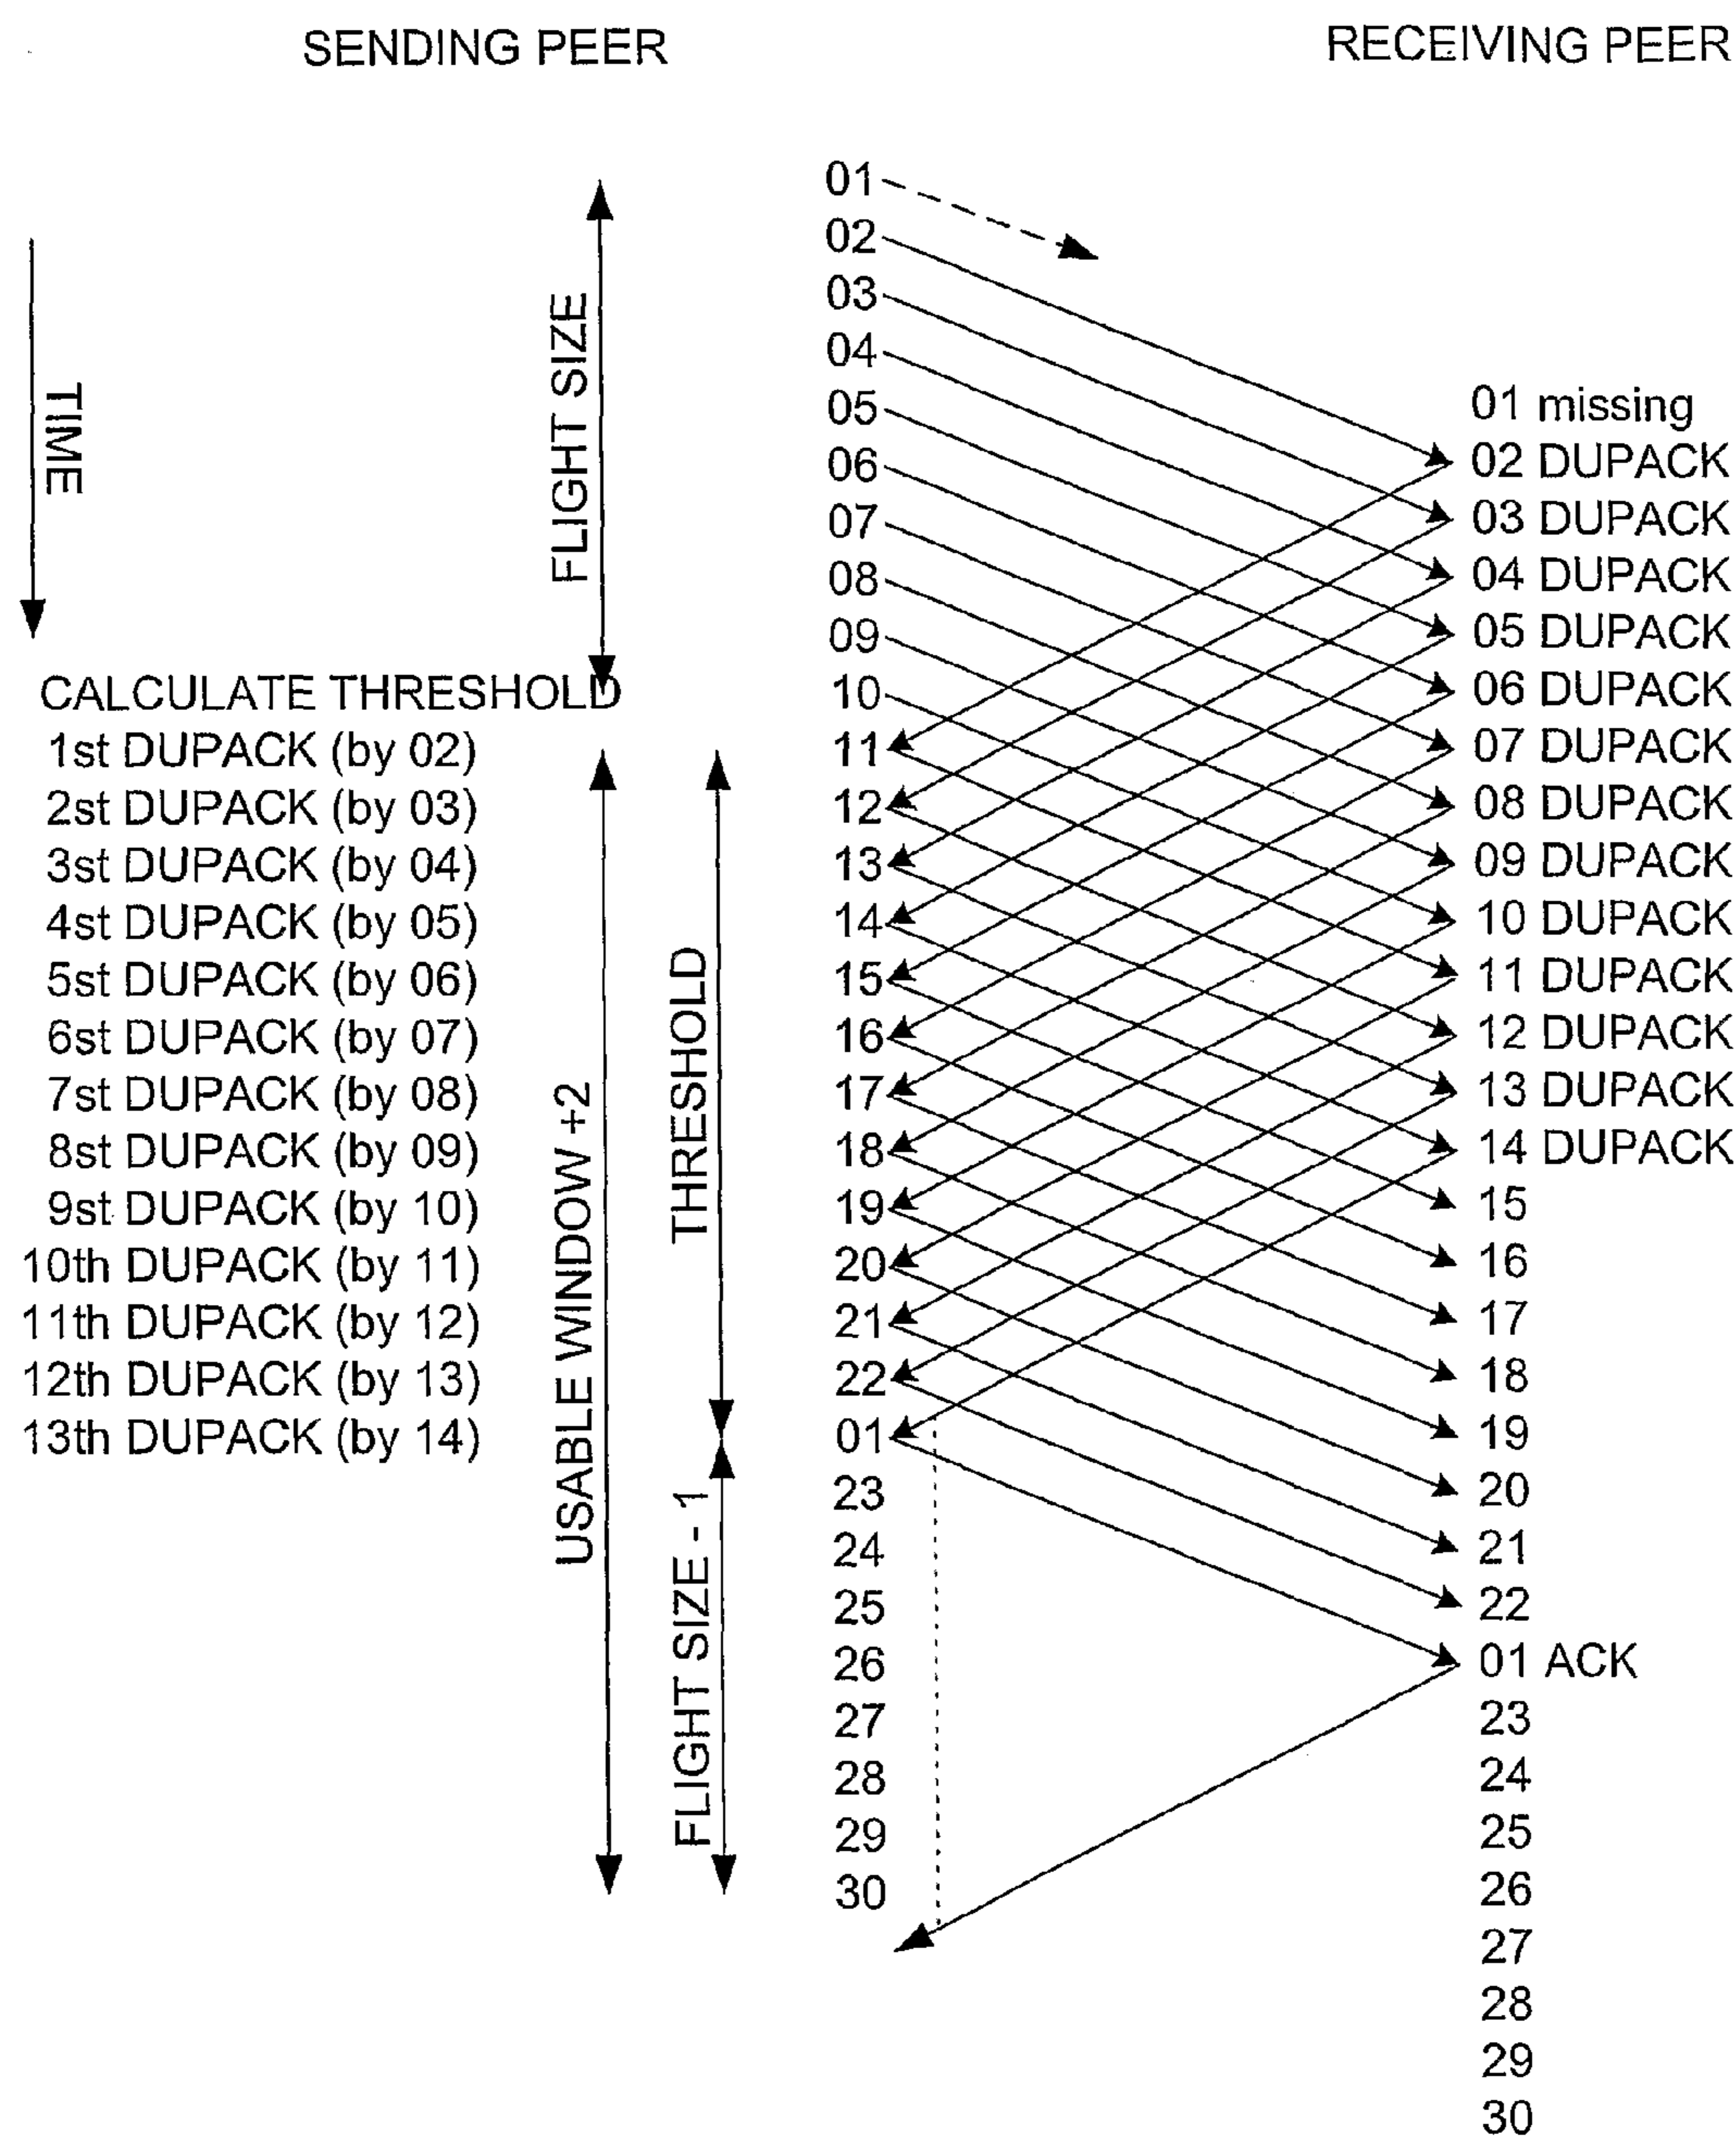 SENDING PEER
RECEIVING PEER
TIME
FLIGHT SIZE
CALCULATE THRESHOLD
1st DUPACK (by 02)
2st DUPACK (by 03)
3st DUPACK (by 04)
4st DUPACK (by 05)
5st DUPACK (by 06)
6st DUPACK (by 07)
7st DUPACK (by 08)
8st DUPACK (by 09)
9st DUPACK (by 10)
10th DUPACK (by 11)
11th DUPACK (by 12)
12th DUPACK (by 13)
13th DUPACK (by 14)
USABLE WINDOW +2
THRESHOLD
FLIGHT SIZE - 1
01
02
03
04
05
06
07
08
09
10
11
12
13
14
15
16
17
18
19
20
21
22
01
23
24
25
26
27
28
29
30
01 missing
02 DUPACK
03 DUPACK
04 DUPACK
05 DUPACK
06 DUPACK
07 DUPACK
08 DUPACK
09 DUPACK
10 DUPACK
11 DUPACK
12 DUPACK
13 DUPACK
14 DUPACK
15
16
17
18
19
20
21
22
01 ACK
23
24
25
26
27
28
29
30